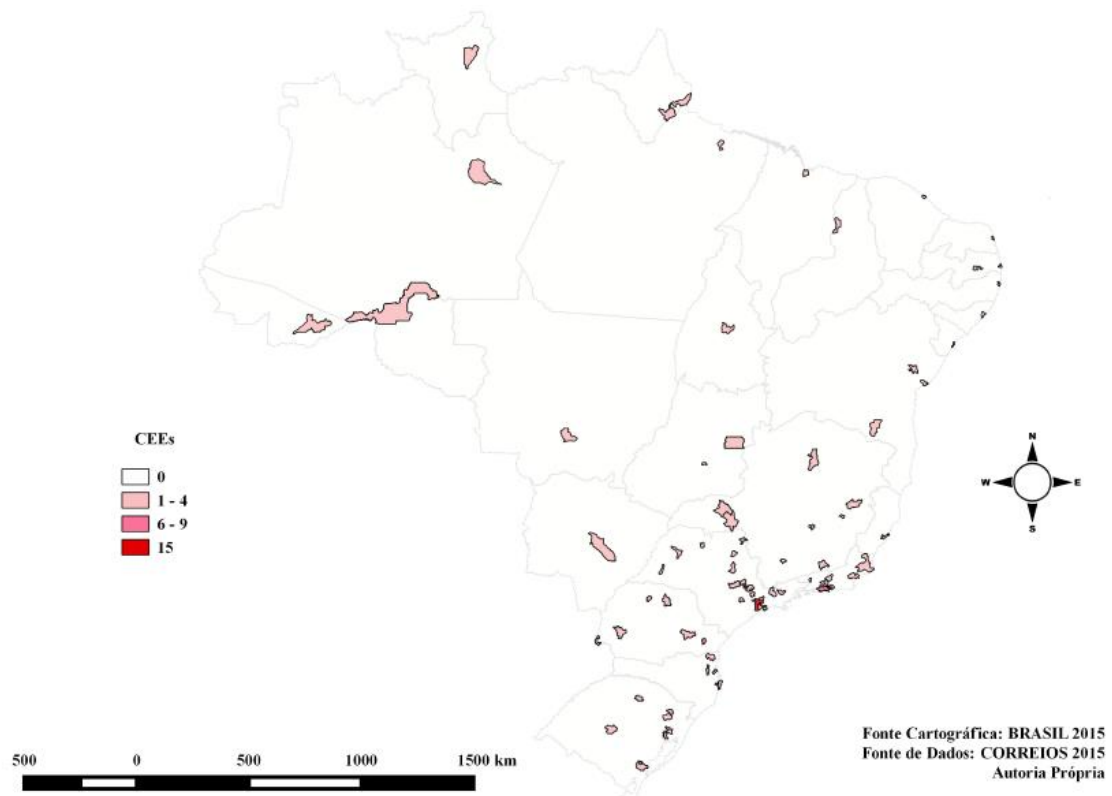 CEEs
0
1 - 4
6 - 9
15
N
W E
S
500 0 500 1000 1500 km
Fonte Cartográfica: BRASIL 2015
Fonte de Dados: CORREIOS 2015
Autoria Própria